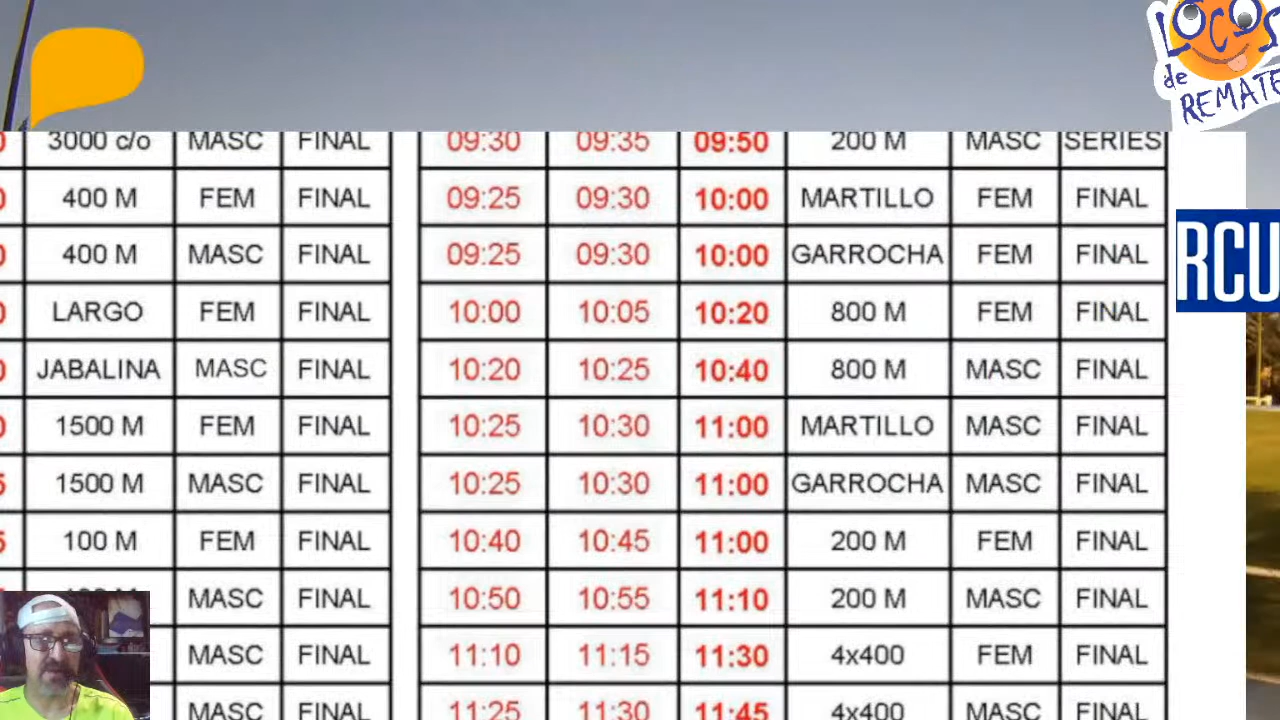 LOCOS
de
REMATE
3000 c/o MASC FINAL 09:30 09:35 09:50 200 M MASC SERIES
400 M FEM FINAL 09:25 09:30 10:00 MARTILLO FEM FINAL
400 M MASC FINAL 09:25 09:30 10:00 GARROCHA FEM FINAL
LARGO FEM FINAL 10:00 10:05 10:20 800 M FEM FINAL
JABALINA MASC FINAL 10:20 10:25 10:40 800 M MASC FINAL
1500 M FEM FINAL 10:25 10:30 11:00 MARTILLO MASC FINAL
1500 M MASC FINAL 10:25 10:30 11:00 GARROCHA MASC FINAL
100 M FEM FINAL 10:40 10:45 11:00 200 M FEM FINAL
MASC FINAL 10:50 10:55 11:10 200 M MASC FINAL
MASC FINAL 11:10 11:15 11:30 4x400 FEM FINAL
MASC FINAL 11:25 11:30 11:45 4x400 MASC FINAL
RCU